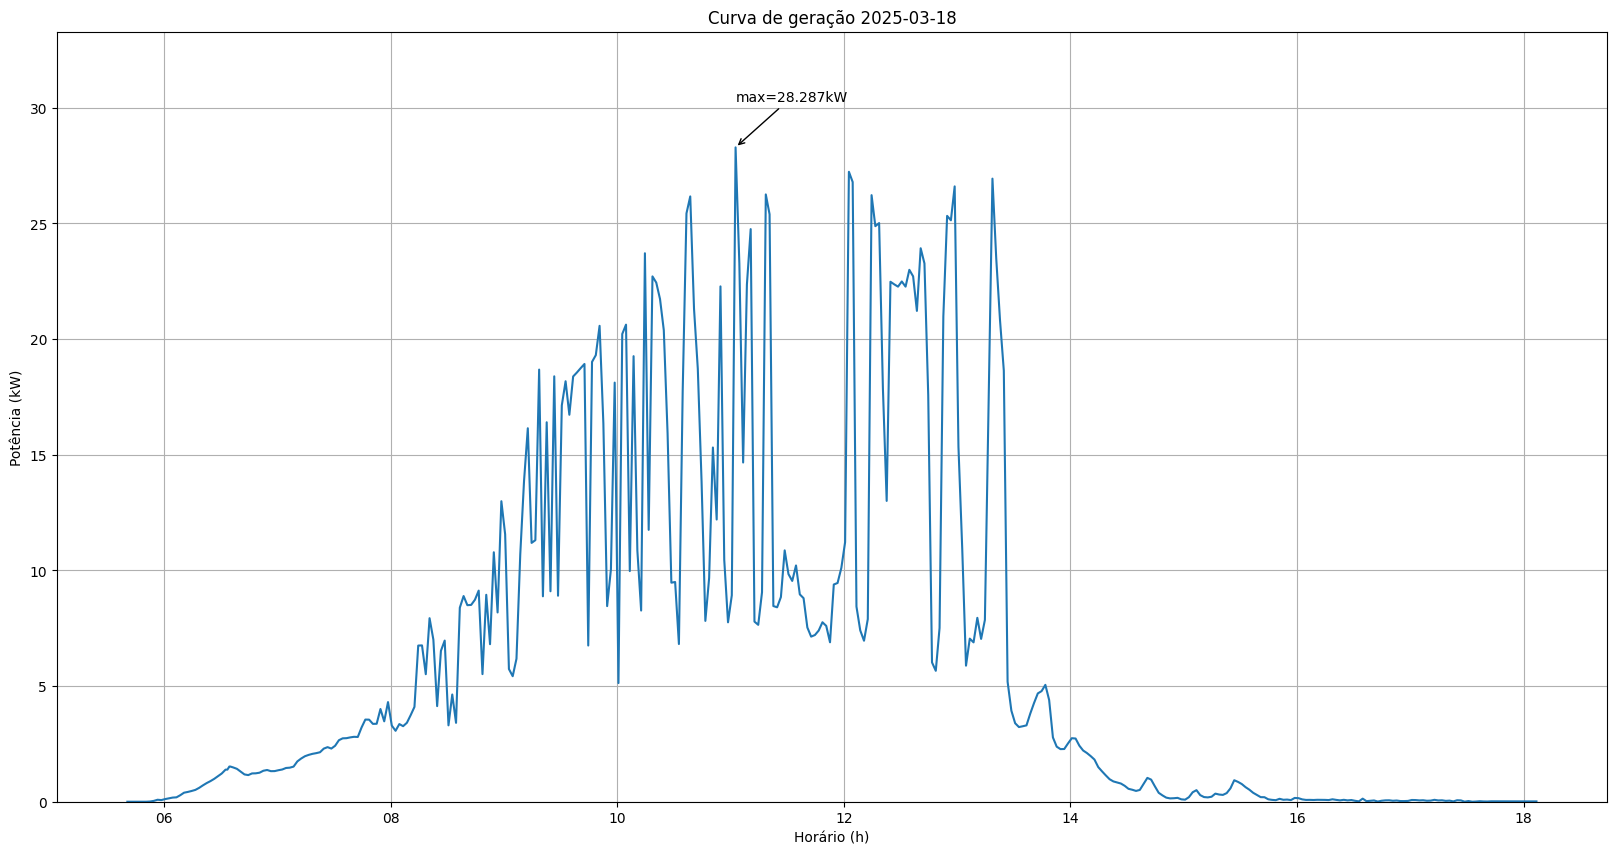 Curva de geração 2025-03-18
max=28.287kW
Potência (kW)
30
25
20
15
10
5
0
06 08 10 12 14 16 18
Horário (h)